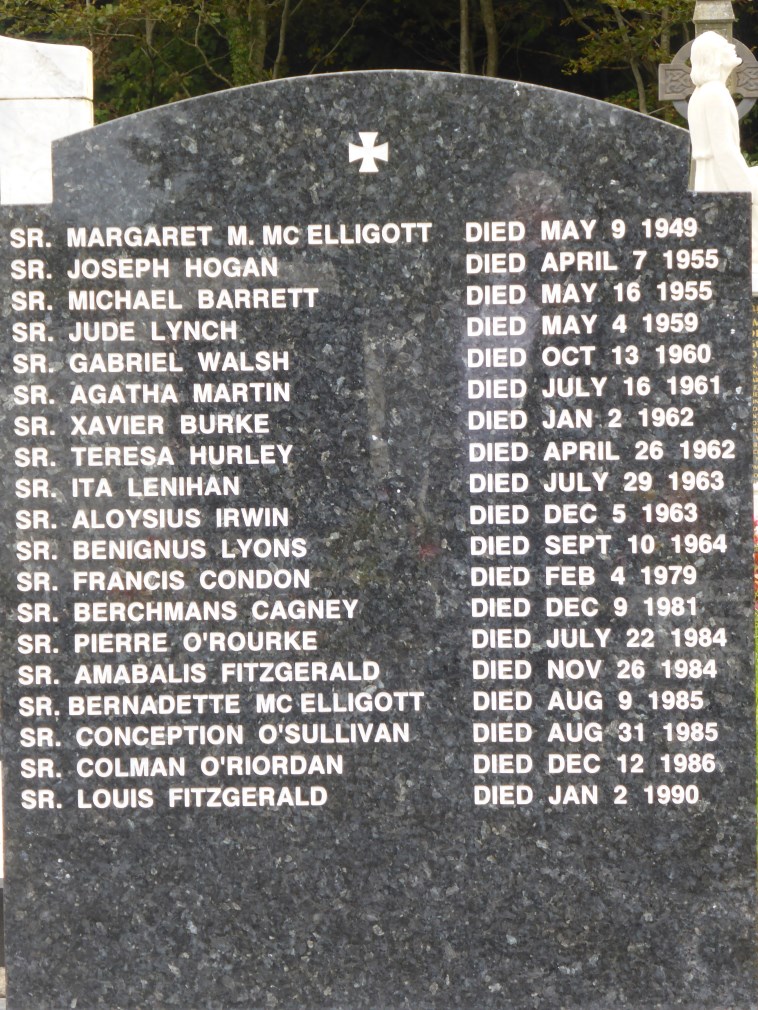 SR. MARGARET M. MC ELLIGOTT DIED MAY 9 1949
SR. JOSEPH HOGAN DIED APRIL 7 1955
SR. MICHAEL BARRETT DIED MAY 16 1955
SR. JUDE LYNCH DIED MAY 4 1959
SR. GABRIEL WALSH DIED OCT 13 1960
SR. AGATHA MARTIN DIED JULY 16 1961
SR. XAVIER BURKE DIED JAN 2 1962
SR. TERESA HURLEY DIED APRIL 26 1962
SR. ITA LENIHAN DIED JULY 29 1963
SR. ALOYSIUS IRWIN DIED DEC 5 1963
SR. BENIGNUS LYONS DIED SEPT 10 1964
SR. FRANCIS CONDON DIED FEB 4 1979
SR. BERCHMANS CAGNEY DIED DEC 9 1981
SR. PIERRE O'ROURKE DIED JULY 22 1984
SR. AMABALIS FITZGERALD DIED NOV 26 1984
SR. BERNADETTE MC ELLIGOTT DIED AUG 9 1985
SR. CONCEPTION O'SULLIVAN DIED AUG 31 1985
SR. COLMAN O'RIORDAN DIED DEC 12 1986
SR. LOUIS FITZGERALD DIED JAN 2 1990